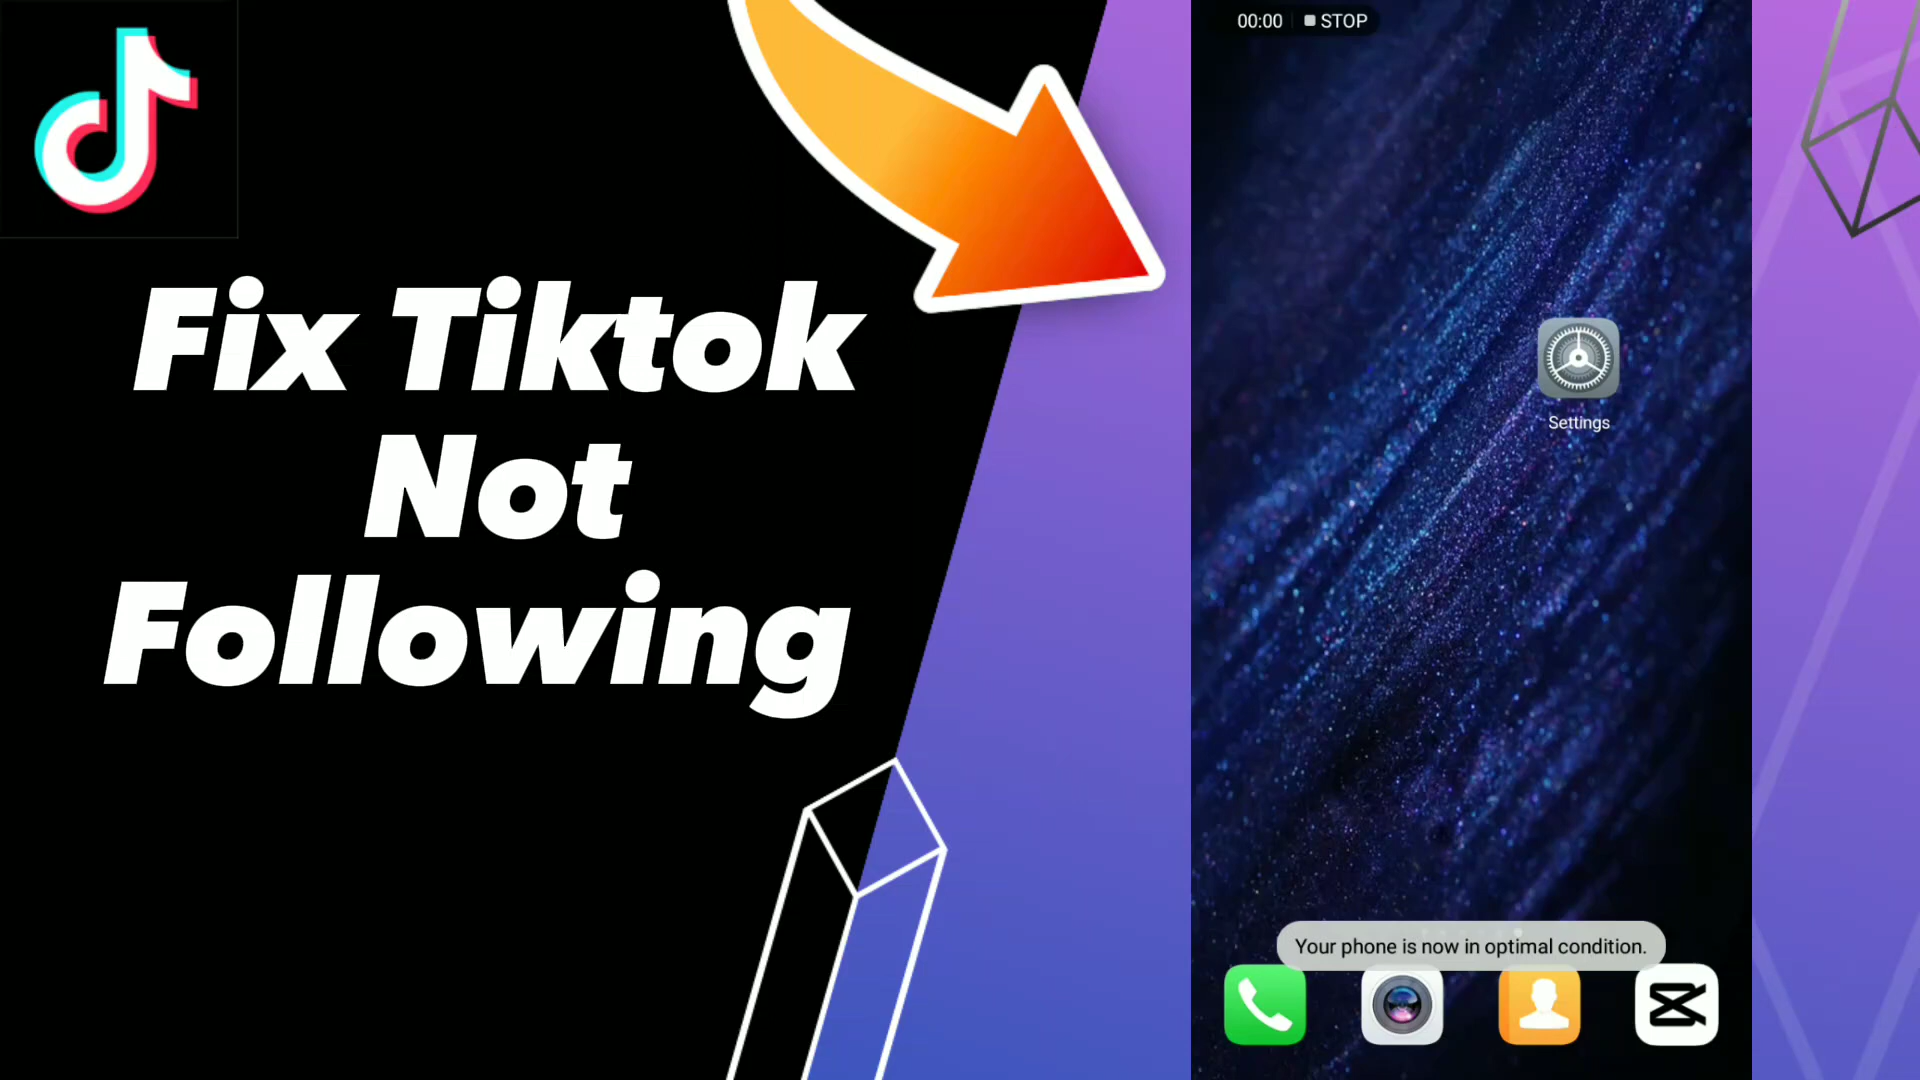 Fix Tiktok
Not
Following
00:00 STOP
Settings
Your phone is now in optimal condition.